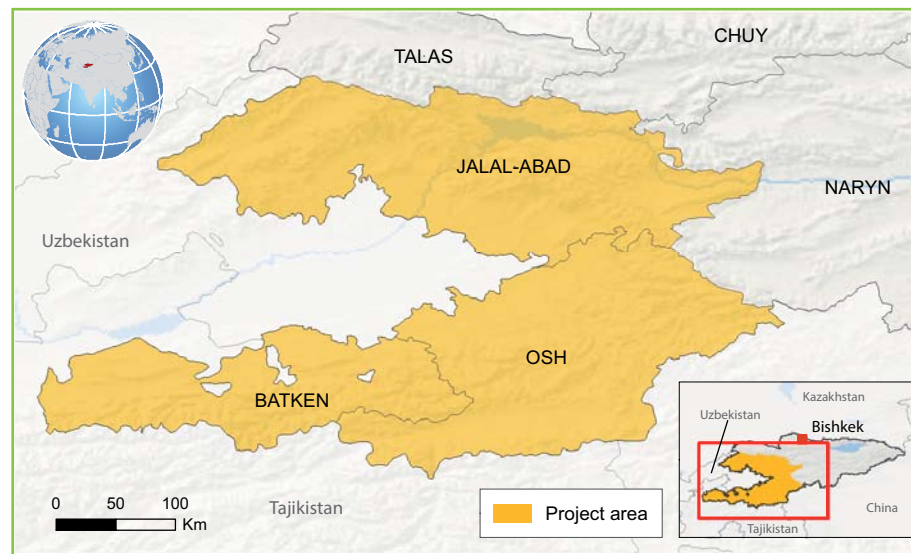 CHUY
TALAS
JALAL-ABAD
NARYN
Uzbekistan
OSH
BATKEN
Kazakhstan
Uzbekistan
Bishkek
China
Tajikistan
0 50 100
Km
Tajikistan
Project area